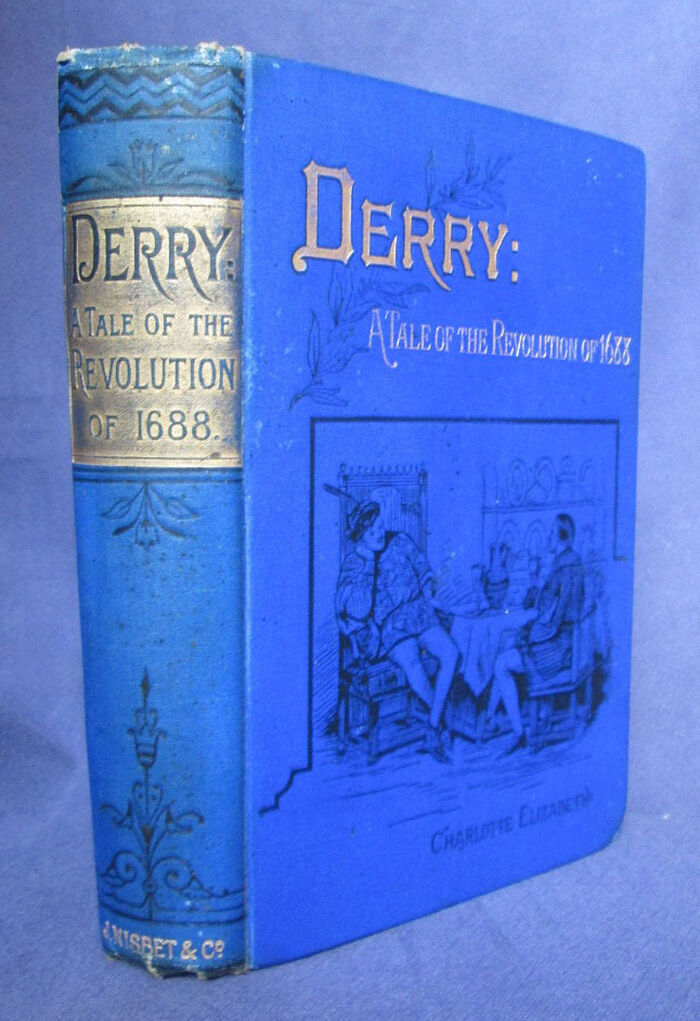 DERRY:
A TALE OF THE
REVOLUTION
OF 1688.
J. NISBET & Co
DERRY:
A TALE OF THE REVOLUTION OF 1688
CHARLOTTE ELIZABETH